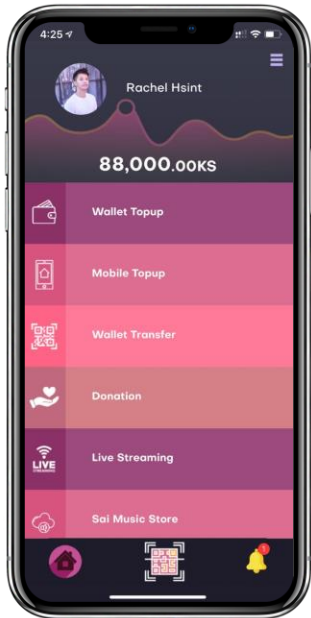 4:25
Rachel Hsint
88,000.00KS
Wallet Topup
Mobile Topup
Wallet Transfer
Donation
LIVE
STREAMING
Live Streaming
Sai Music Store
1